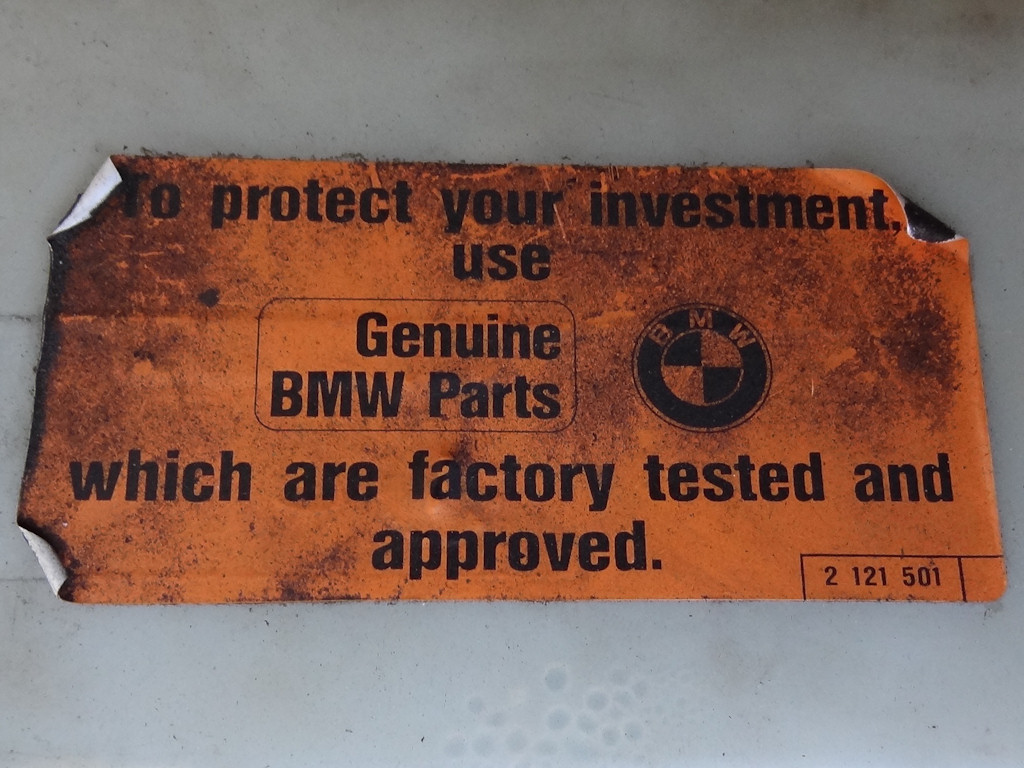 To protect your investment,
use
Genuine
BMW Parts
BMW
which are factory tested and
approved.
2 121 501